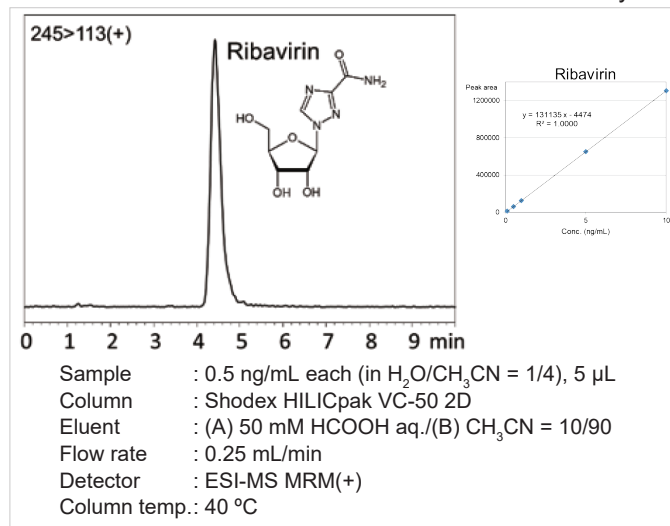 245>113(+)
Ribavirin
O
NH₂
N
N
N
HO
O
OH
OH
0 1 2 3 4 5 6 7 8 9 min
Ribavirin
Peak area
1200000
800000
400000
0
y = 131135 x - 4474
R² = 1.0000
0 5 10
Conc. (ng/mL)
Sample : 0.5 ng/mL each (in H₂O/CH₃CN = 1/4), 5 µL
Column : Shodex HILICpak VC-50 2D
Eluent : (A) 50 mM HCOOH aq./(B) CH₃CN = 10/90
Flow rate : 0.25 mL/min
Detector : ESI-MS MRM(+)
Column temp.: 40 ºC